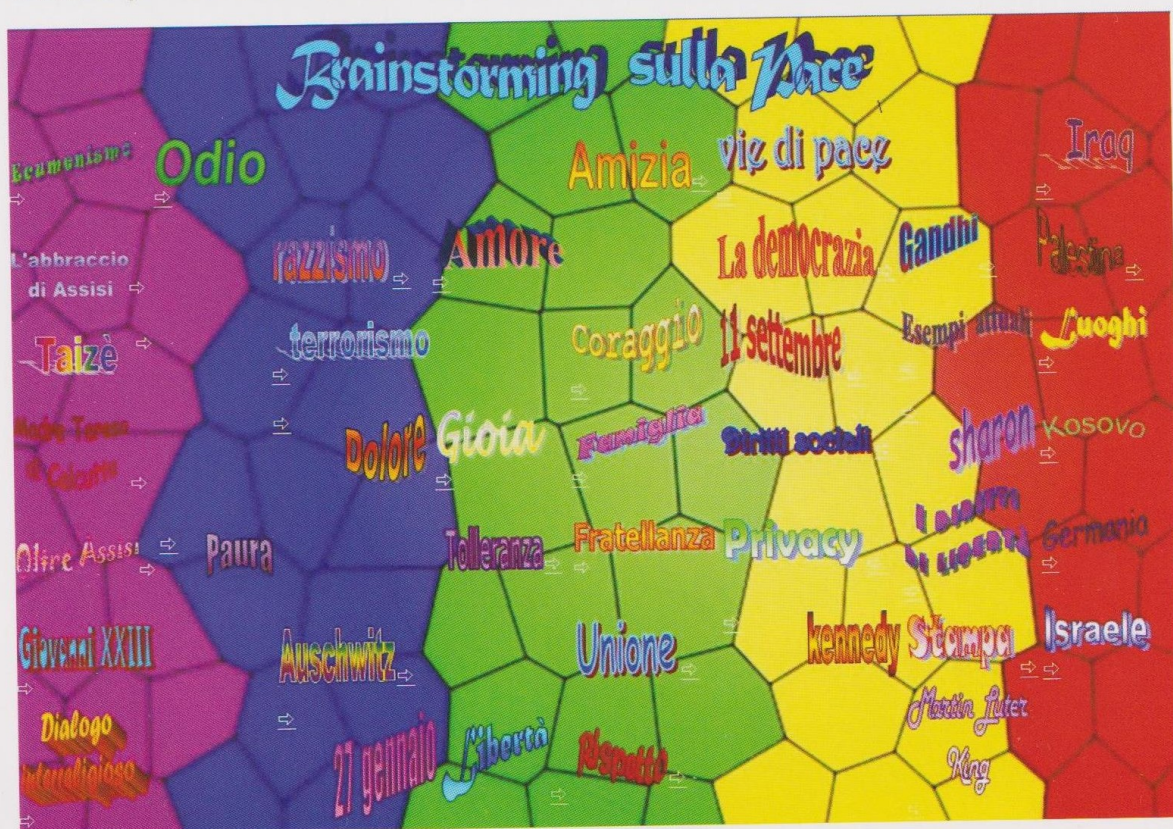 Brainstorming sulla Pace
Ecumenismo
L'abbraccio
di Assisi
Taizè
Madre Teresa
di Calcutta
Oltre Assisi
Giovanni XXIII
Dialogo
interreligioso
Odio
razzismo
terrorismo
Dolore
Paura
Auschwitz
27 gennaio
Amizia
Amore
Coraggio
Gioia
Famiglia
Tolleranza
Fratellanza
Unione
Libertà
Rispetto
vie di pace
La democrazia
Gandhi
11 settembre
Esempi attuali
Diritti sociali
sharon
Privacy
I DIRITTI
DI LIBERTÀ
kennedy
Stampa
Martin Luter
King
Iraq
Palestina
Luoghi
Kosovo
Germania
Israele